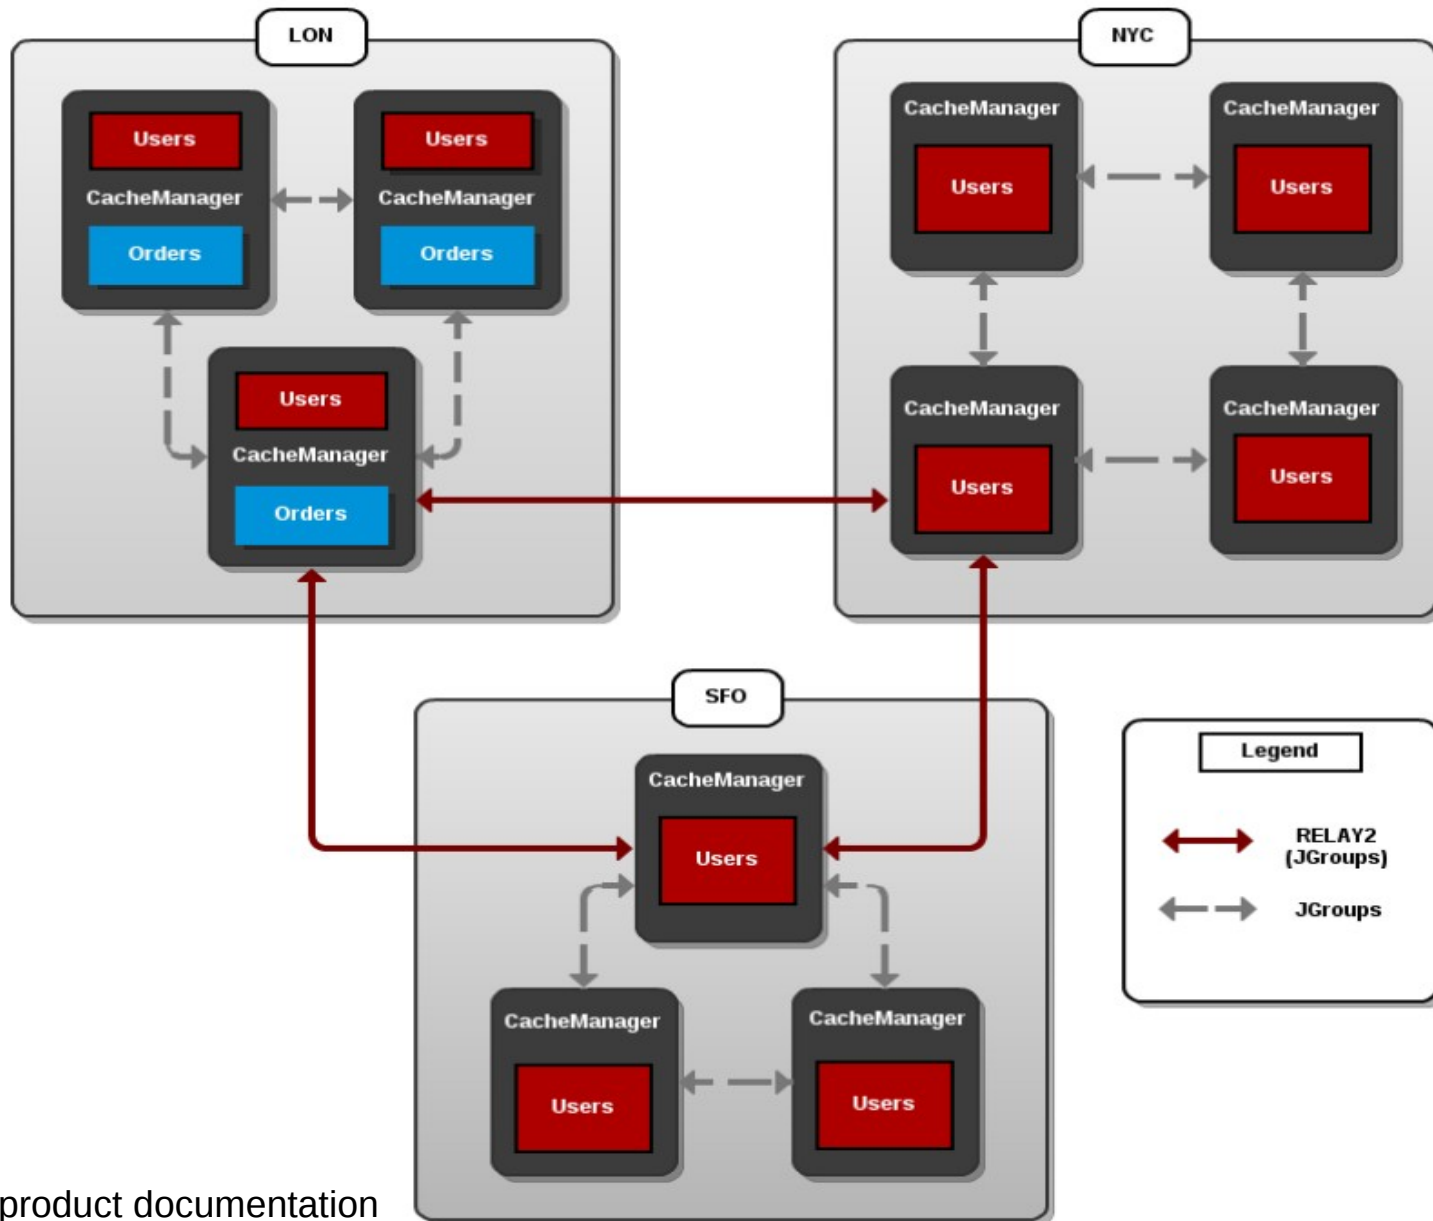 LON
Users
CacheManager
Orders
Users
CacheManager
Orders
Users
CacheManager
Orders
NYC
CacheManager
Users
CacheManager
Users
CacheManager
Users
CacheManager
Users
SFO
CacheManager
Users
CacheManager
Users
CacheManager
Users
Legend
RELAY2
(JGroups)
JGroups
product documentation